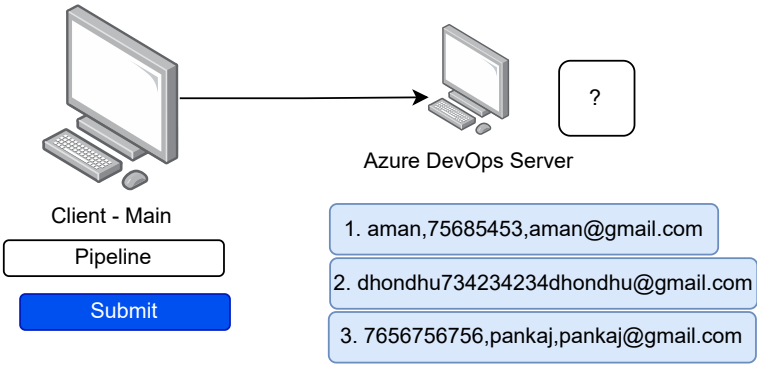 ?
Azure DevOps Server
Client - Main
Pipeline
Submit
1. aman,75685453,aman@gmail.com
2. dhondhu734234234dhondhu@gmail.com
3. 7656756756,pankaj,pankaj@gmail.com